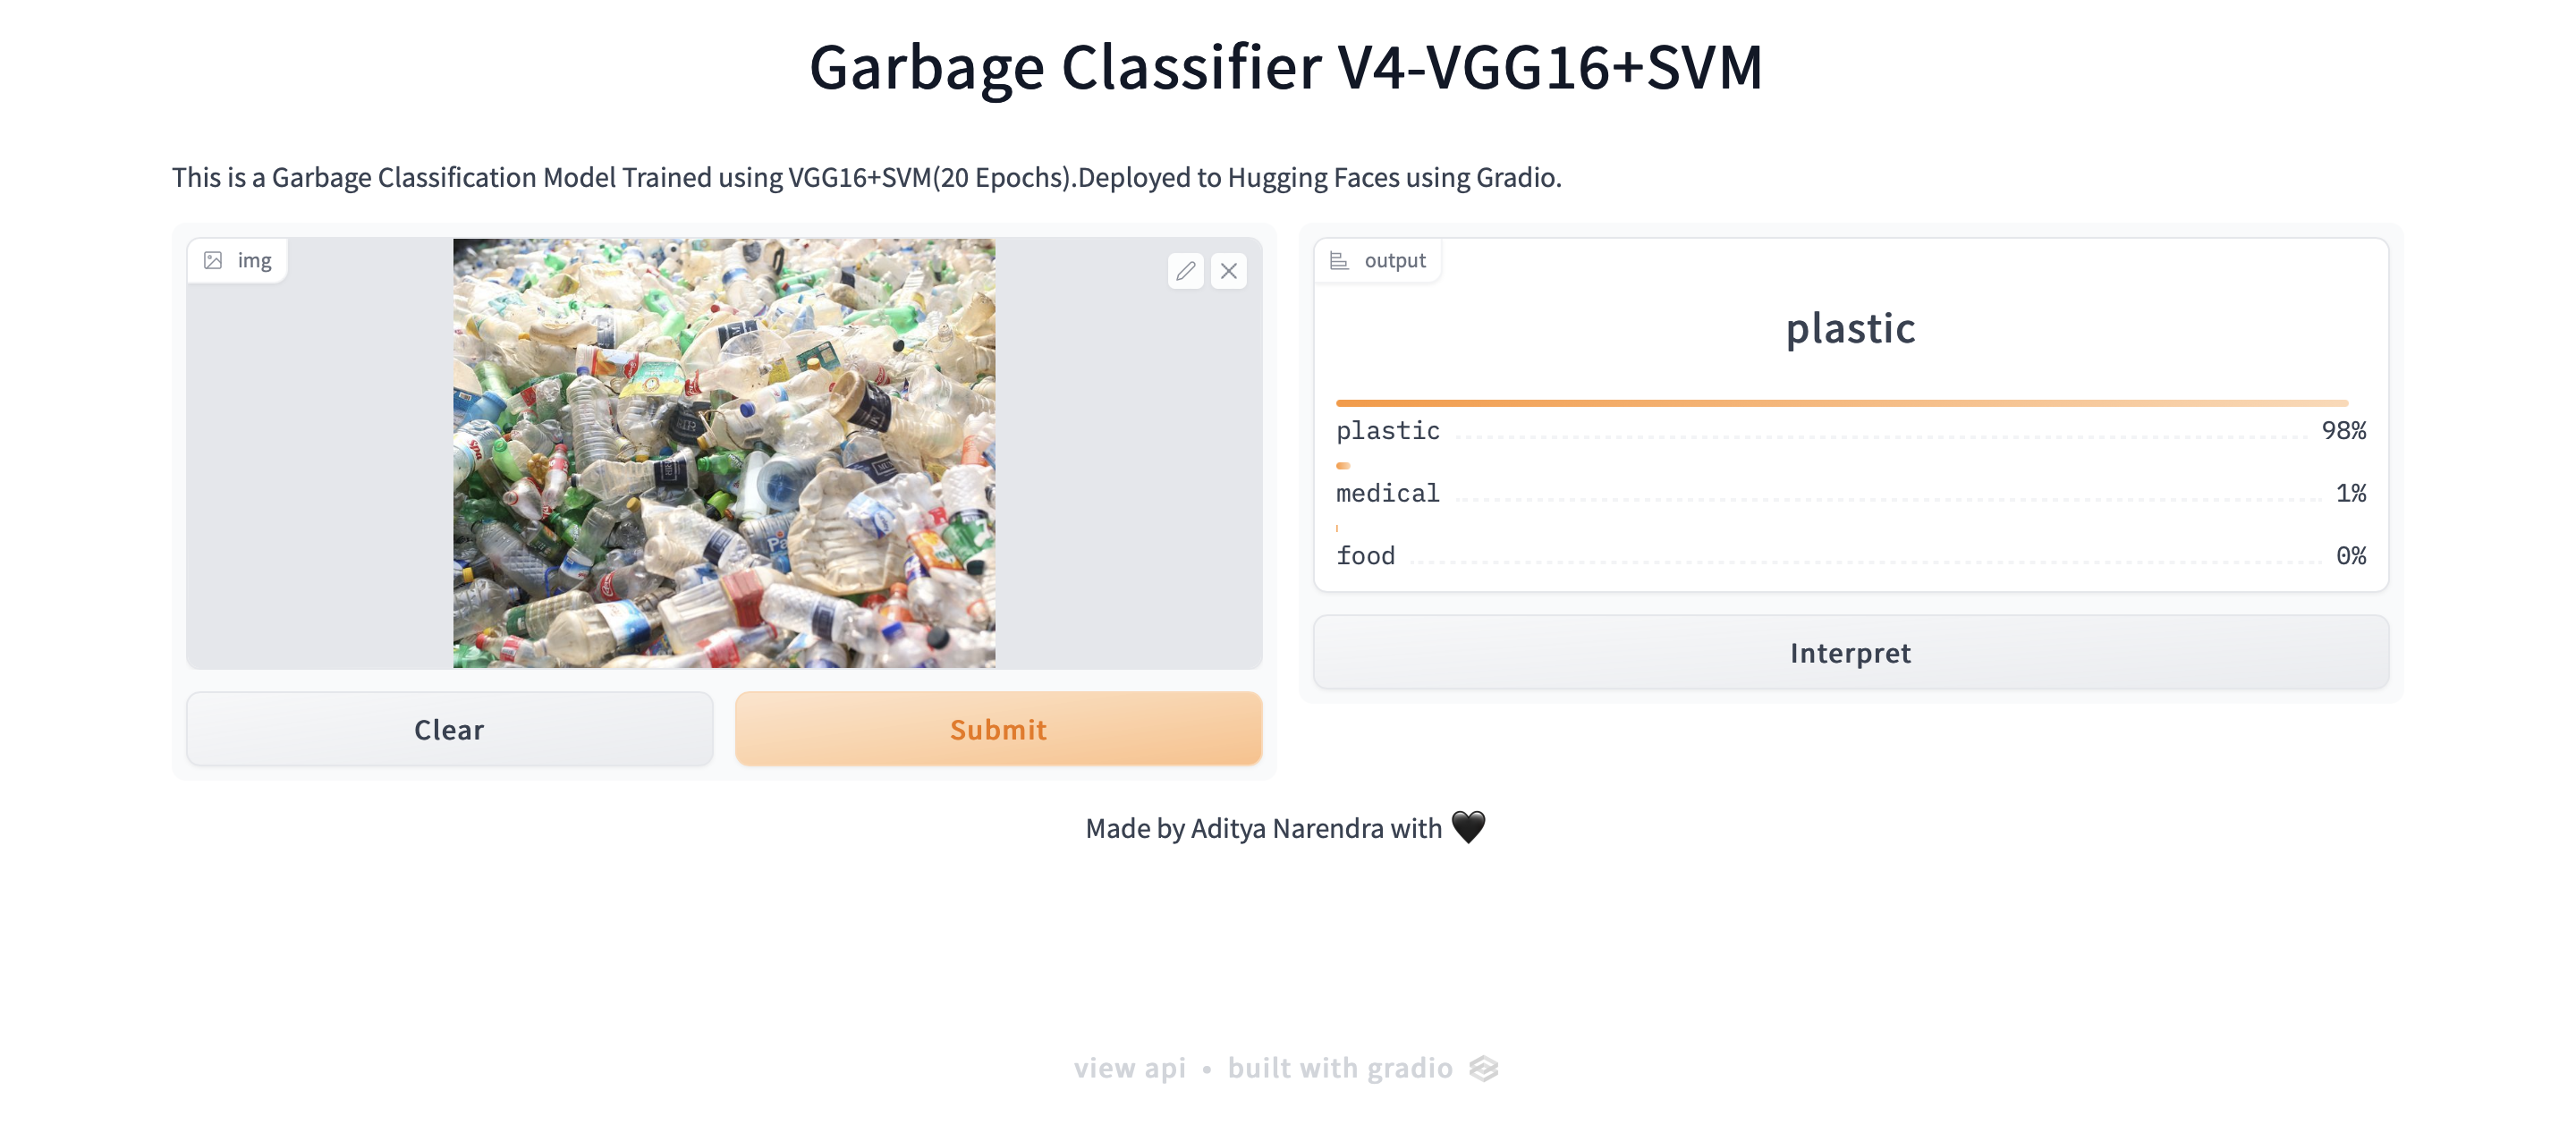 Garbage Classifier V4-VGG16+SVM
This is a Garbage Classification Model Trained using VGG16+SVM(20 Epochs).Deployed to Hugging Faces using Gradio.
img
output
plastic
plastic 98%
medical 1%
food 0%
Interpret
Clear
Submit
Made by Aditya Narendra with 🖤
view api • built with gradio